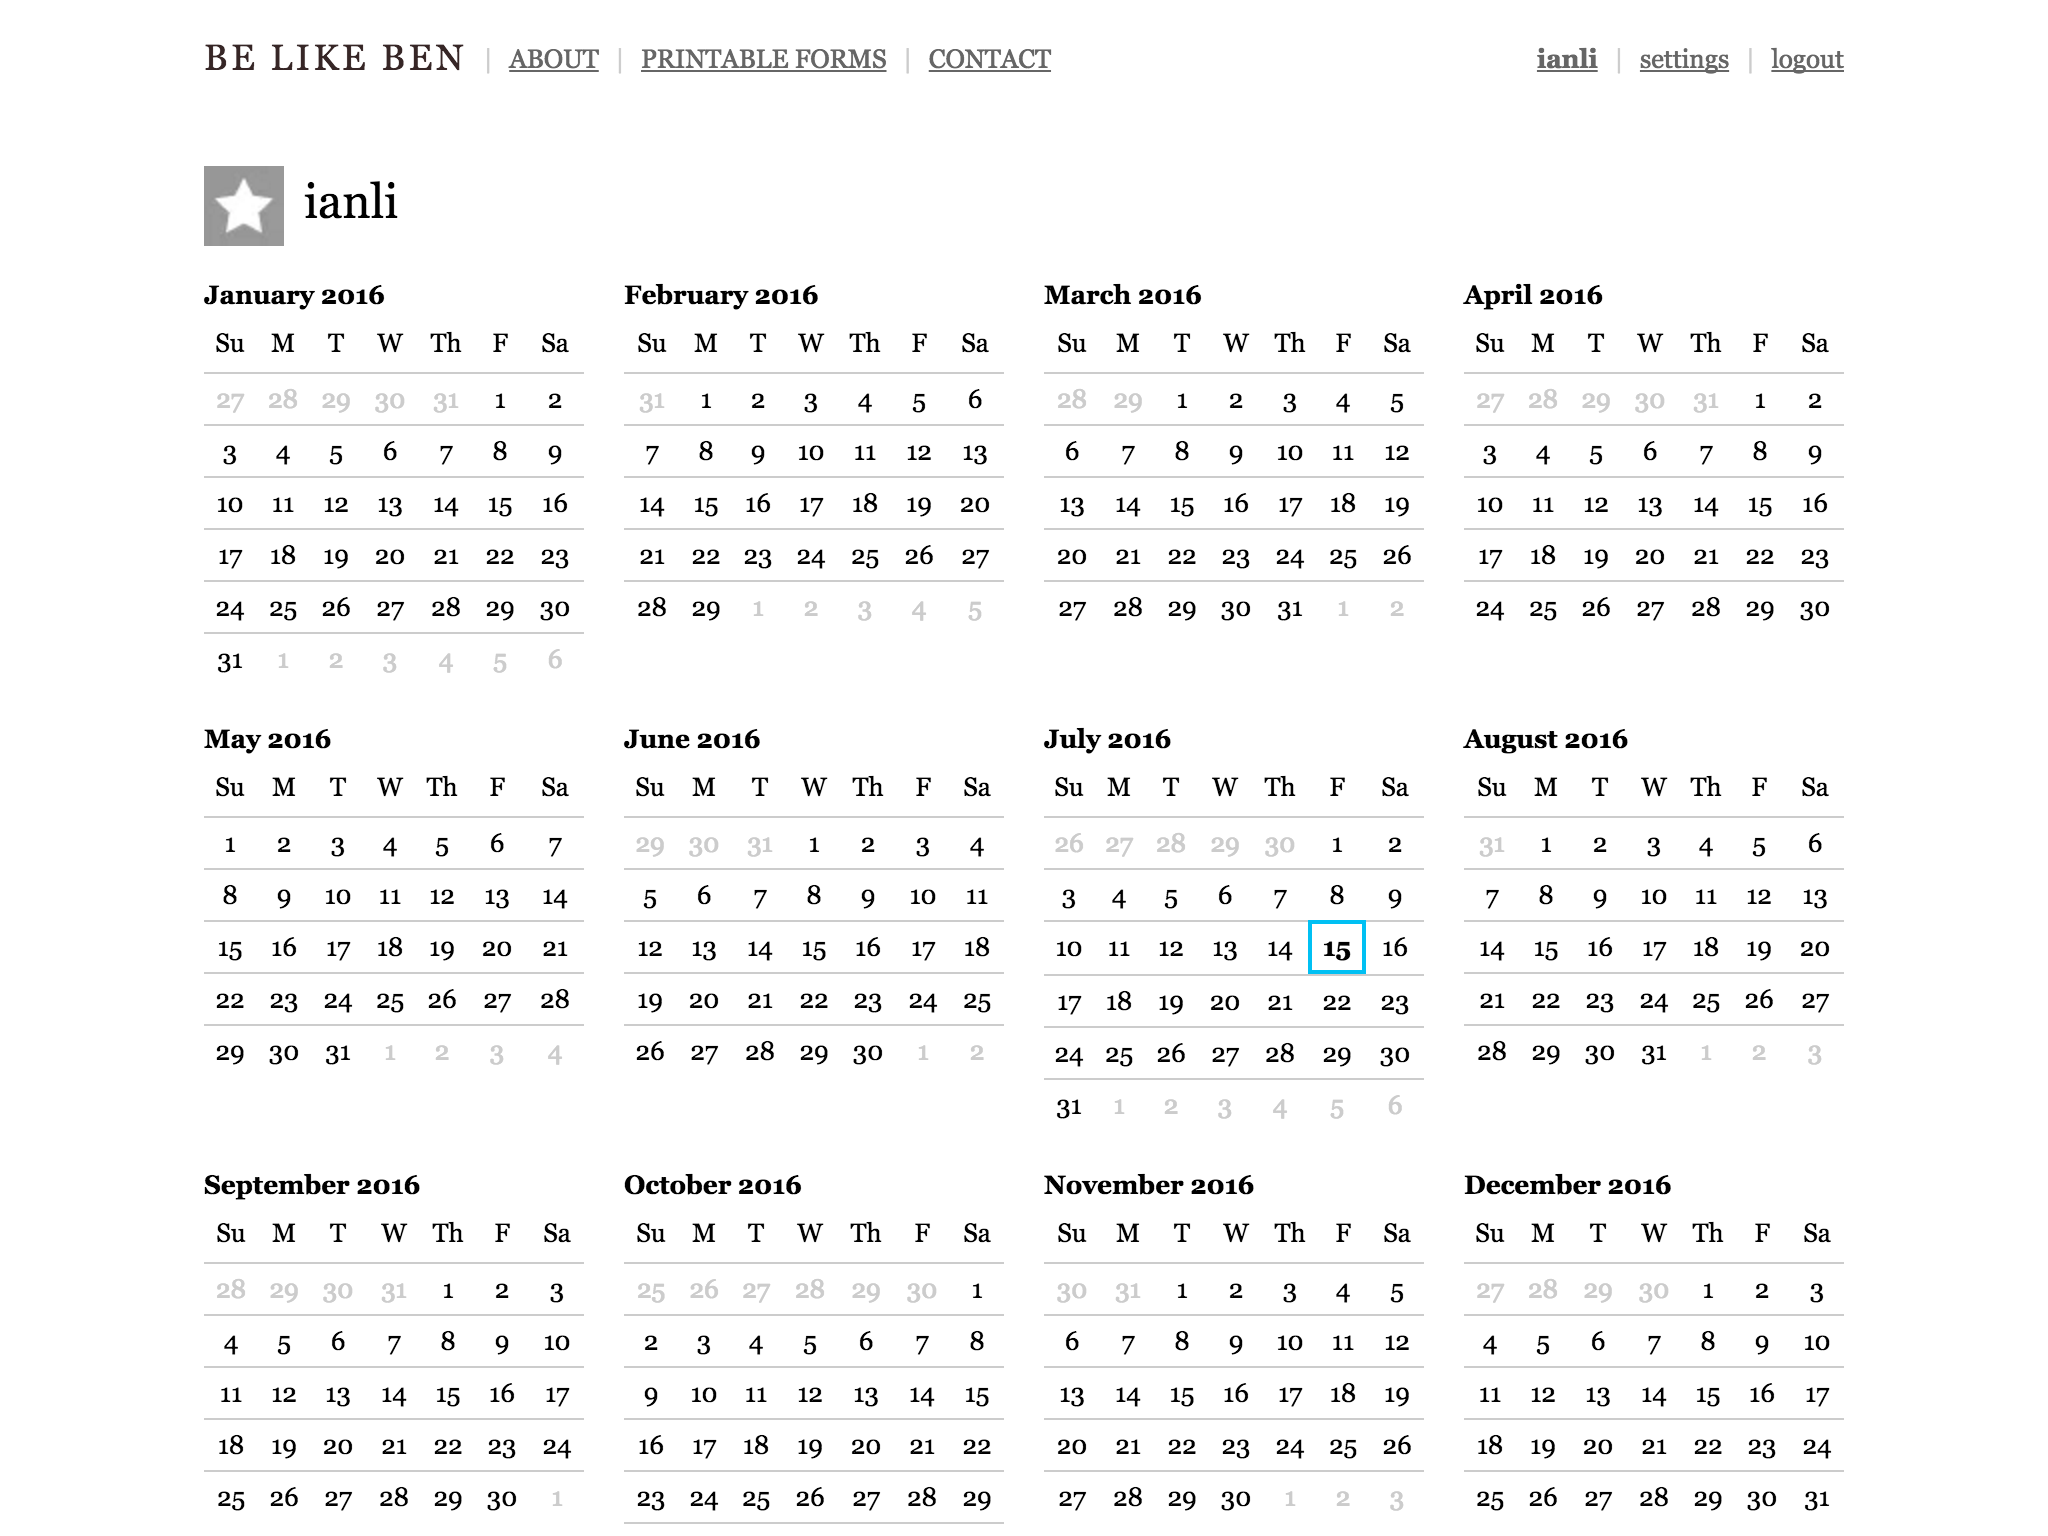 BE LIKE BEN | ABOUT | PRINTABLE FORMS | CONTACT
ianli | settings | logout
ianli
January 2016
Su M T W Th F Sa
27 28 29 30 31 1 2
3 4 5 6 7 8 9
10 11 12 13 14 15 16
17 18 19 20 21 22 23
24 25 26 27 28 29 30
31 1 2 3 4 5 6
February 2016
Su M T W Th F Sa
31 1 2 3 4 5 6
7 8 9 10 11 12 13
14 15 16 17 18 19 20
21 22 23 24 25 26 27
28 29 1 2 3 4 5
March 2016
Su M T W Th F Sa
28 29 1 2 3 4 5
6 7 8 9 10 11 12
13 14 15 16 17 18 19
20 21 22 23 24 25 26
27 28 29 30 31 1 2
April 2016
Su M T W Th F Sa
27 28 29 30 31 1 2
3 4 5 6 7 8 9
10 11 12 13 14 15 16
17 18 19 20 21 22 23
24 25 26 27 28 29 30
May 2016
Su M T W Th F Sa
1 2 3 4 5 6 7
8 9 10 11 12 13 14
15 16 17 18 19 20 21
22 23 24 25 26 27 28
29 30 31 1 2 3 4
June 2016
Su M T W Th F Sa
29 30 31 1 2 3 4
5 6 7 8 9 10 11
12 13 14 15 16 17 18
19 20 21 22 23 24 25
26 27 28 29 30 1 2
July 2016
Su M T W Th F Sa
26 27 28 29 30 1 2
3 4 5 6 7 8 9
10 11 12 13 14 15 16
17 18 19 20 21 22 23
24 25 26 27 28 29 30
31 1 2 3 4 5 6
August 2016
Su M T W Th F Sa
31 1 2 3 4 5 6
7 8 9 10 11 12 13
14 15 16 17 18 19 20
21 22 23 24 25 26 27
28 29 30 31 1 2 3
September 2016
Su M T W Th F Sa
28 29 30 31 1 2 3
4 5 6 7 8 9 10
11 12 13 14 15 16 17
18 19 20 21 22 23 24
25 26 27 28 29 30 1
October 2016
Su M T W Th F Sa
25 26 27 28 29 30 1
2 3 4 5 6 7 8
9 10 11 12 13 14 15
16 17 18 19 20 21 22
23 24 25 26 27 28 29
November 2016
Su M T W Th F Sa
30 31 1 2 3 4 5
6 7 8 9 10 11 12
13 14 15 16 17 18 19
20 21 22 23 24 25 26
27 28 29 30 1 2 3
December 2016
Su M T W Th F Sa
27 28 29 30 1 2 3
4 5 6 7 8 9 10
11 12 13 14 15 16 17
18 19 20 21 22 23 24
25 26 27 28 29 30 31